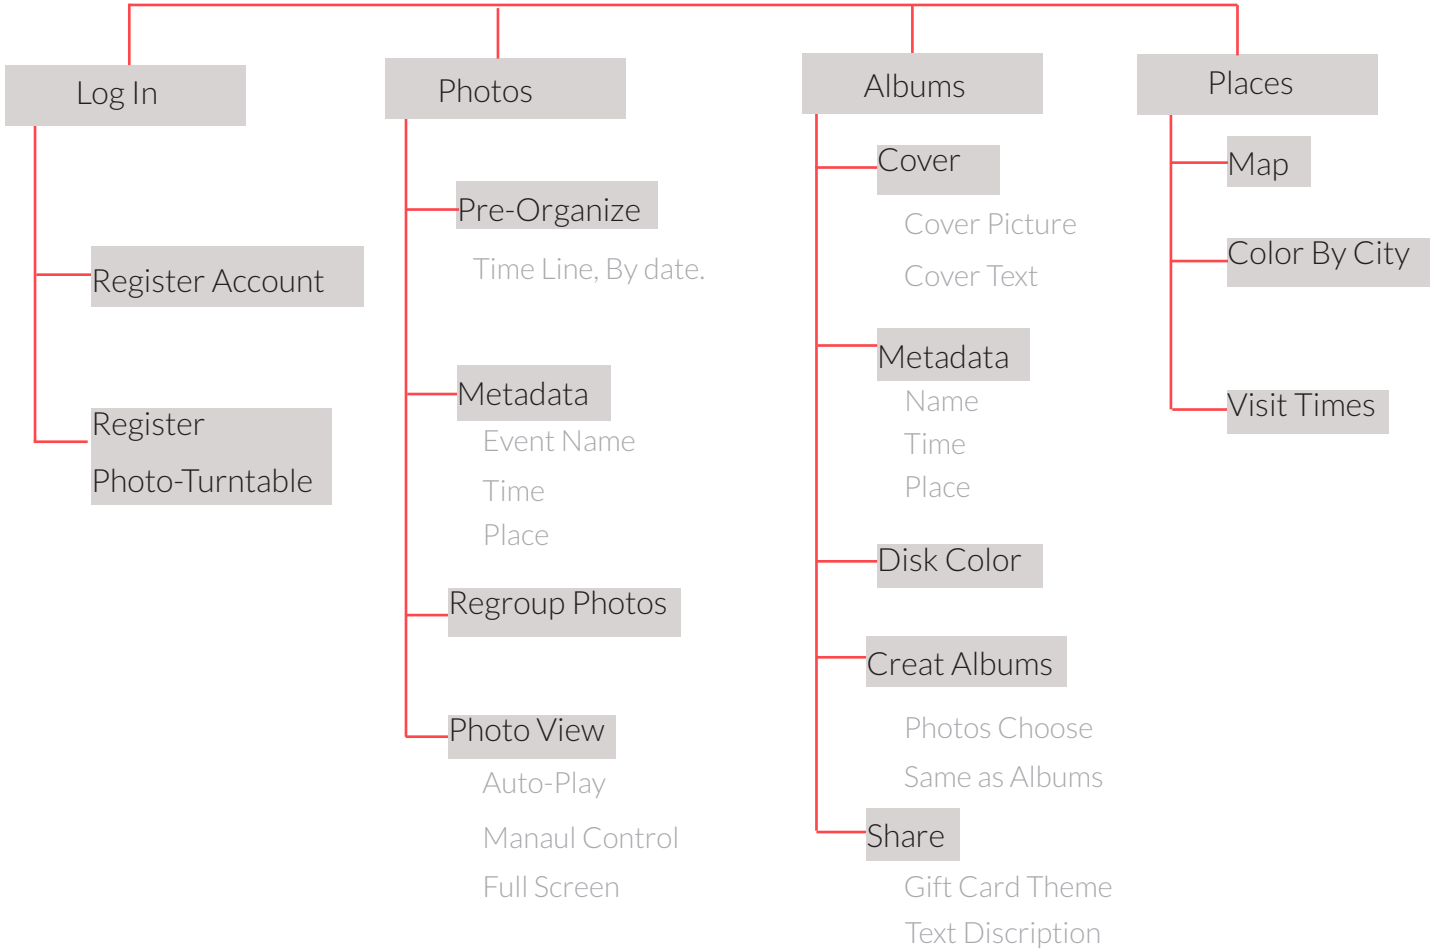 Log In
Register Account
Register
Photo-Turntable
Photos
Pre-Organize
Time Line, By date.
Metadata
Event Name
Time
Place
Regroup Photos
Photo View
Auto-Play
Manaul Control
Full Screen
Albums
Cover
Cover Picture
Cover Text
Metadata
Name
Time
Place
Disk Color
Creat Albums
Photos Choose
Same as Albums
Share
Gift Card Theme
Text Discription
Places
Map
Color By City
Visit Times